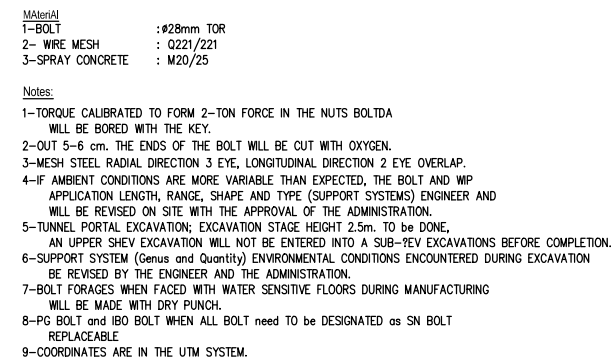 MAteriAl
1-BOLT :ø28mm TOR
2- WIRE MESH : Q221/221
3-SPRAY CONCRETE : M20/25
Notes:
1-TORQUE CALIBRATED TO FORM 2-TON FORCE IN THE NUTS BOLTDA
WILL BE BORED WITH THE KEY.
2-OUT 5-6 cm. THE ENDS OF THE BOLT WILL BE CUT WITH OXYGEN.
3-MESH STEEL RADIAL DIRECTION 3 EYE, LONGITUDINAL DIRECTION 2 EYE OVERLAP.
4-IF AMBIENT CONDITIONS ARE MORE VARIABLE THAN EXPECTED, THE BOLT AND WIP
APPLICATION LENGTH, RANGE, SHAPE AND TYPE (SUPPORT SYSTEMS) ENGINEER AND
WILL BE REVISED ON SITE WITH THE APPROVAL OF THE ADMINISTRATION.
5-TUNNEL PORTAL EXCAVATION; EXCAVATION STAGE HEIGHT 2.5m. TO be DONE,
AN UPPER SHEV EXCAVATION WILL NOT BE ENTERED INTO A SUB-?EV EXCAVATIONS BEFORE COMPLETION.
6-SUPPORT SYSTEM (Genus and Quantity) ENVIRONMENTAL CONDITIONS ENCOUNTERED DURING EXCAVATION
BE REVISED BY THE ENGINEER AND THE ADMINISTRATION.
7-BOLT FORAGES WHEN FACED WITH WATER SENSITIVE FLOORS DURING MANUFACTURING
WILL BE MADE WITH DRY PUNCH.
8-PG BOLT and IBO BOLT WHEN ALL BOLT need TO be DESIGNATED as SN BOLT
REPLACEABLE
9-COORDINATES ARE IN THE UTM SYSTEM.